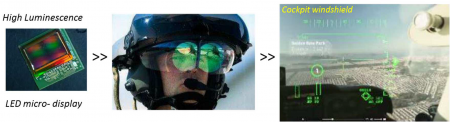 High Luminescence
LED micro- display
>>
>>
Cockpit windshield